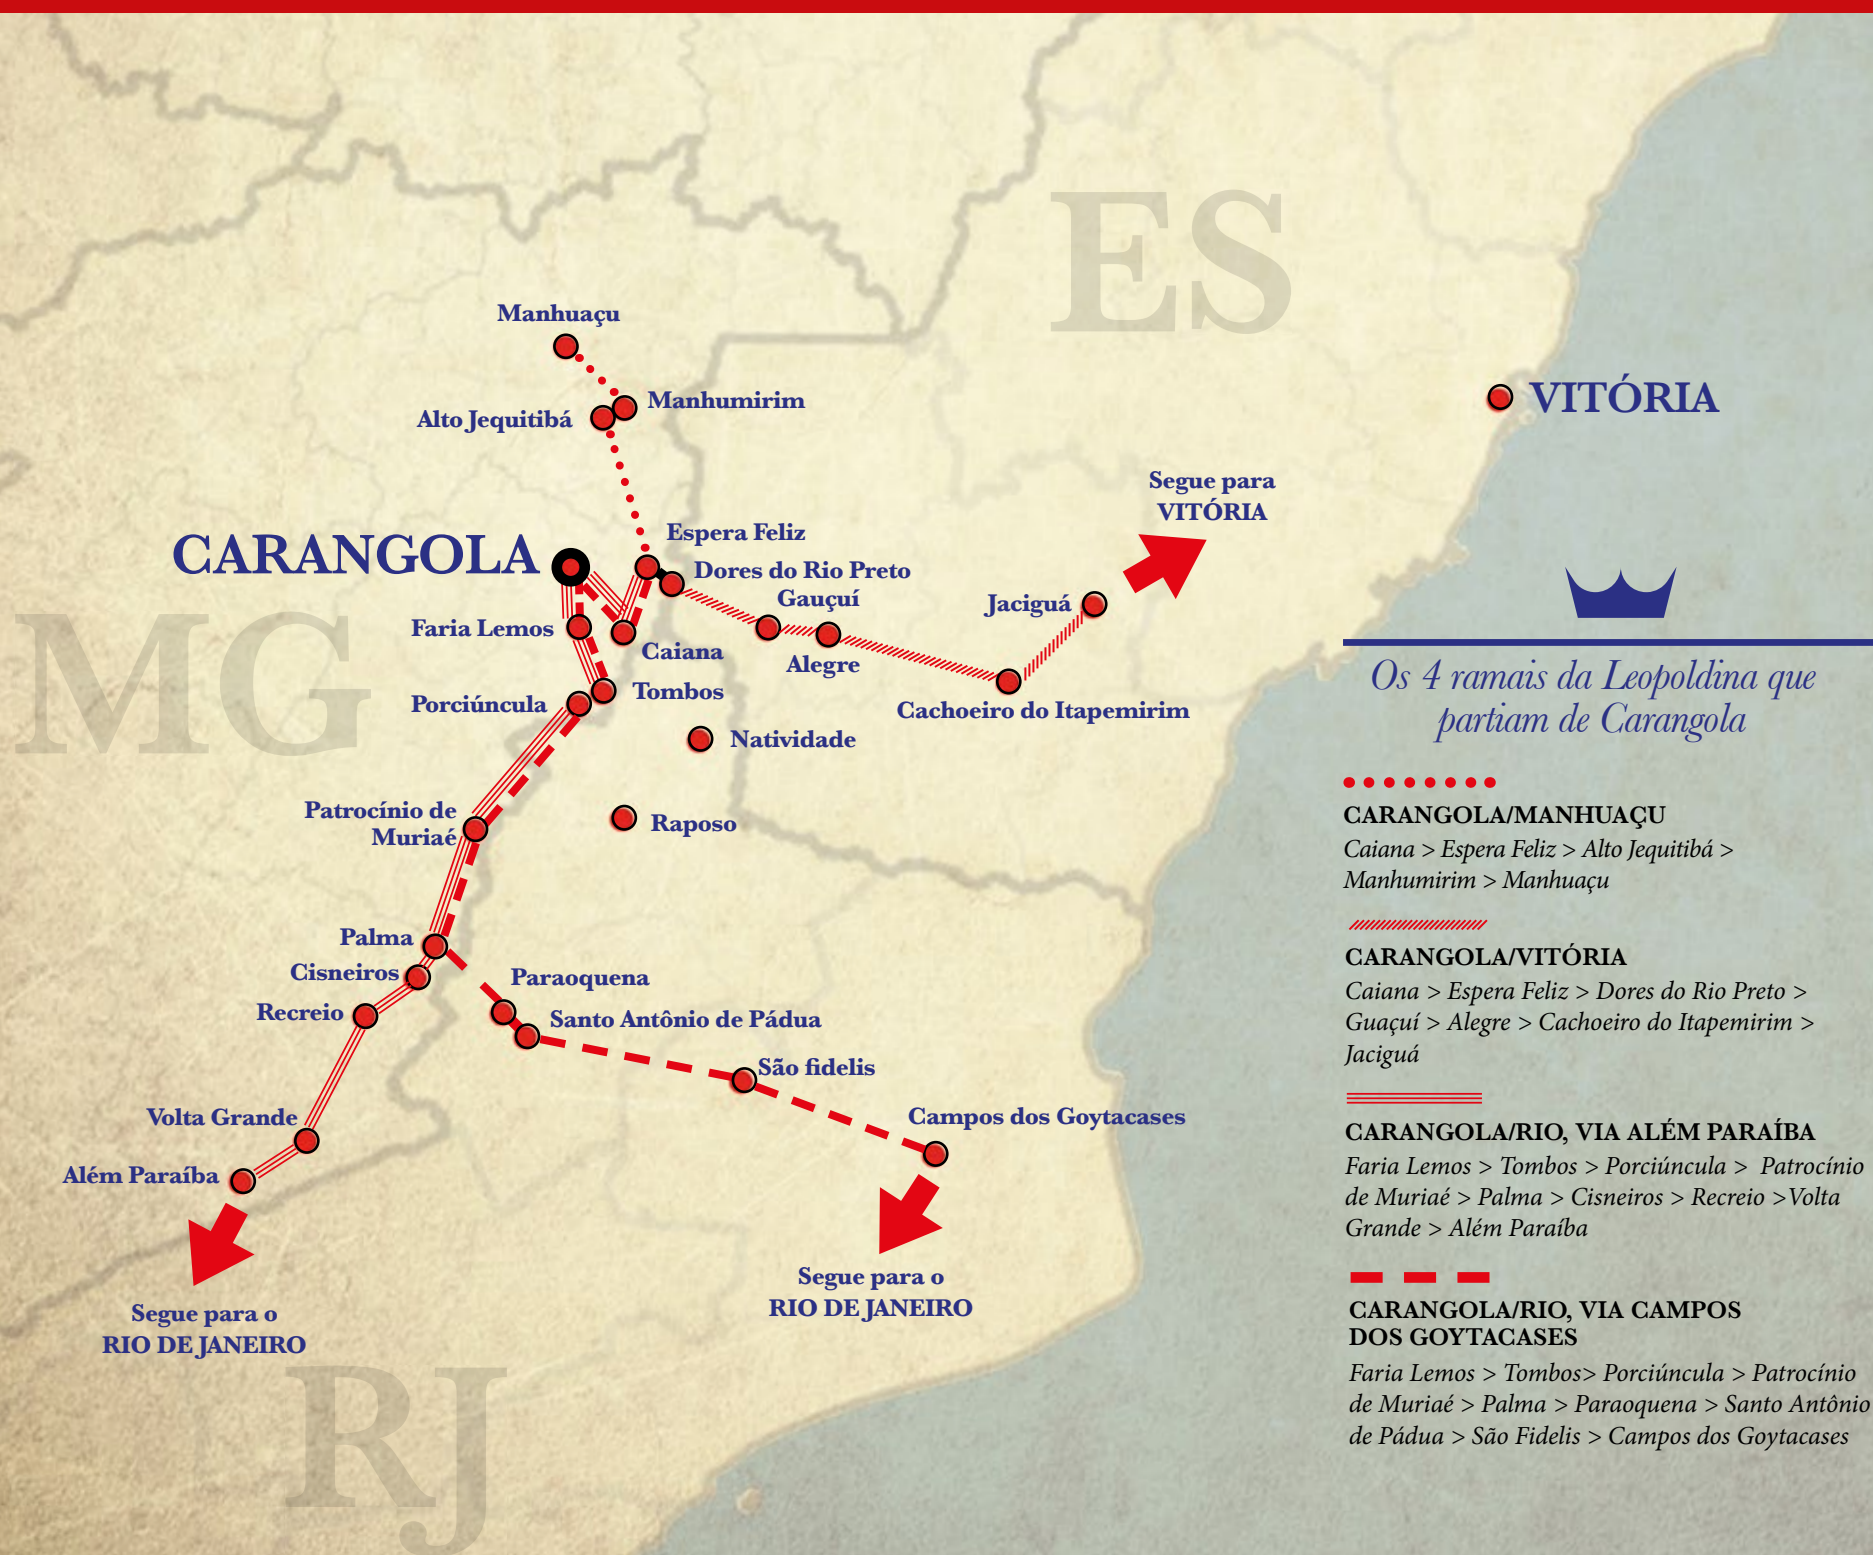 ES
Manhuaçu
Manhumirim
Alto Jequitibá
VITÓRIA
Segue para
VITÓRIA
Espera Feliz
CARANGOLA
Dores do Rio Preto
Gauçuí
Jaciguá
MG
Faria Lemos
Caiana
Alegre
Tombos
Porciúncula
Cachoeiro do Itapemirim
Natividade
Patrocínio de
Muriaé
Raposo
Palma
Cisneiros
Paraoquena
Recreio
Santo Antônio de Pádua
São fidelis
Volta Grande
Campos dos Goytacases
Além Paraíba
Segue para o
RIO DE JANEIRO
Segue para o
RIO DE JANEIRO
RJ
Os 4 ramais da Leopoldina que
partiam de Carangola
CARANGOLA/MANHUAÇU
Caiana > Espera Feliz > Alto Jequitibá >
Manhumirim > Manhuaçu
CARANGOLA/VITÓRIA
Caiana > Espera Feliz > Dores do Rio Preto >
Guaçuí > Alegre > Cachoeiro do Itapemirim >
Jaciguá
CARANGOLA/RIO, VIA ALÉM PARAÍBA
Faria Lemos > Tombos > Porciúncula > Patrocínio
de Muriaé > Palma > Cisneiros > Recreio >Volta
Grande > Além Paraíba
CARANGOLA/RIO, VIA CAMPOS
DOS GOYTACASES
Faria Lemos > Tombos> Porciúncula > Patrocínio
de Muriaé > Palma > Paraoquena > Santo Antônio
de Pádua > São Fidelis > Campos dos Goytacases